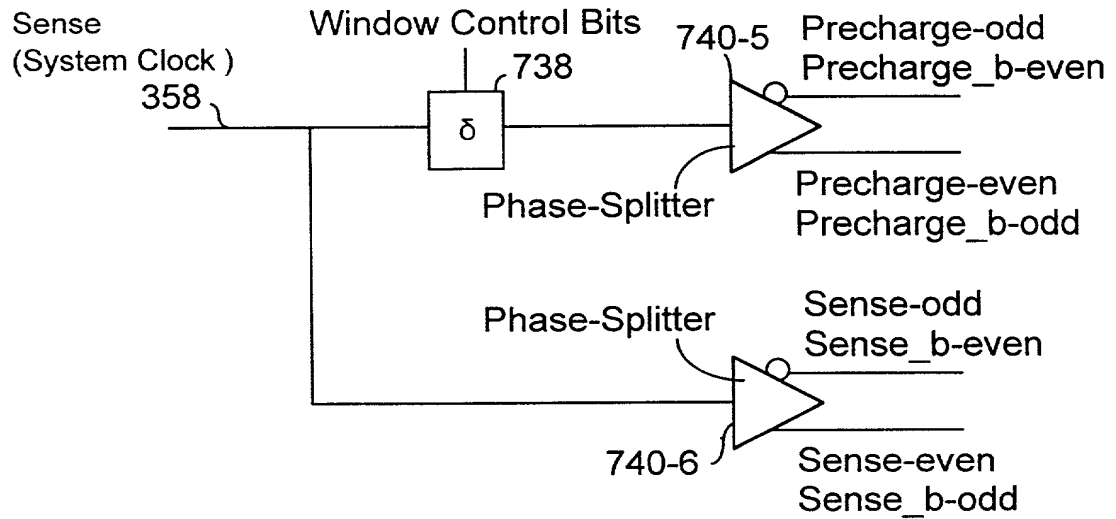 Sense
(System Clock )
358
Window Control Bits
738
δ
740-5
Precharge-odd
Precharge_b-even
Phase-Splitter
Precharge-even
Precharge_b-odd
Phase-Splitter
Sense-odd
Sense_b-even
740-6
Sense-even
Sense_b-odd